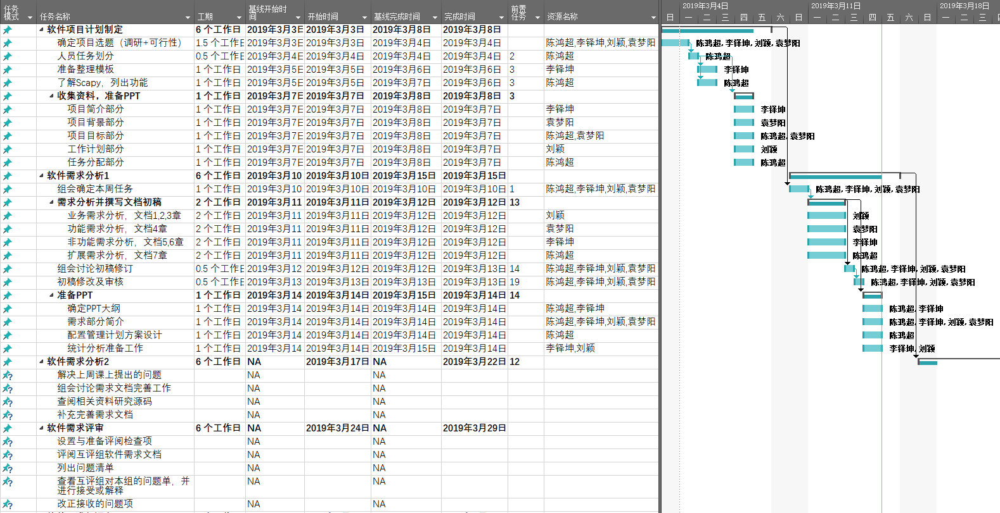 任务模式 任务名称 工期 基线开始时间 开始时间 基线完成时间 完成时间 前置任务 资源名称
2019年3月4日 2019年3月11日 2019年3月18日
日 一 二 三 四 五 六 日 一 二 三 四 五 六 日 一 二 三
软件项目计划制定 6 个工作日 2019年3月3日 2019年3月3日 2019年3月8日 2019年3月8日
确定项目选题（调研+可行性） 1.5 个工作日 2019年3月3日 2019年3月3日 2019年3月4日 2019年3月4日 陈鸿超,李铎坤,刘颖,袁梦阳 陈鸿超, 李铎坤, 刘颖, 袁梦阳
人员任务划分 0.5 个工作日 2019年3月4日 2019年3月4日 2019年3月4日 2019年3月4日 2 陈鸿超 陈鸿超
准备整理模板 1 个工作日 2019年3月5日 2019年3月5日 2019年3月6日 2019年3月6日 3 李铎坤 李铎坤
了解Scapy，列出功能 1 个工作日 2019年3月5日 2019年3月5日 2019年3月7日 2019年3月6日 3 陈鸿超 陈鸿超
收集资料，准备PPT 1 个工作日 2019年3月7日 2019年3月7日 2019年3月8日 2019年3月8日 3
项目简介部分 1 个工作日 2019年3月7日 2019年3月7日 2019年3月8日 2019年3月7日 李铎坤 李铎坤
项目背景部分 1 个工作日 2019年3月7日 2019年3月7日 2019年3月8日 2019年3月7日 袁梦阳 袁梦阳
项目目标部分 1 个工作日 2019年3月7日 2019年3月7日 2019年3月8日 2019年3月7日 陈鸿超,袁梦阳 陈鸿超, 袁梦阳
工作计划部分 1 个工作日 2019年3月7日 2019年3月7日 2019年3月8日 2019年3月7日 刘颖 刘颖
任务分配部分 1 个工作日 2019年3月7日 2019年3月7日 2019年3月8日 2019年3月7日 陈鸿超 陈鸿超
软件需求分析1 6 个工作日 2019年3月10 2019年3月10日 2019年3月15日 2019年3月15日
组会确定本周任务 1 个工作日 2019年3月10 2019年3月10日 2019年3月10日 2019年3月10日 1 陈鸿超,李铎坤,刘颖,袁梦阳 陈鸿超, 李铎坤, 刘颖, 袁梦阳
需求分析并撰写文档初稿 2 个工作日 2019年3月11 2019年3月11日 2019年3月12日 2019年3月12日 13
业务需求分析，文档1,2,3章 2 个工作日 2019年3月11 2019年3月11日 2019年3月12日 2019年3月12日 刘颖 刘颖
功能需求分析，文档4章 2 个工作日 2019年3月11 2019年3月11日 2019年3月12日 2019年3月12日 袁梦阳 袁梦阳
非功能需求分析，文档5,6章 2 个工作日 2019年3月11 2019年3月11日 2019年3月12日 2019年3月12日 李铎坤 李铎坤
扩展需求分析，文档7章 2 个工作日 2019年3月11 2019年3月11日 2019年3月12日 2019年3月12日 陈鸿超 陈鸿超
组会讨论初稿修订 0.5 个工作日 2019年3月12 2019年3月12日 2019年3月13日 2019年3月12日 14 陈鸿超,李铎坤,刘颖,袁梦阳 陈鸿超, 李铎坤, 刘颖, 袁梦阳
初稿修改及审核 0.5 个工作日 2019年3月13 2019年3月13日 2019年3月13日 2019年3月13日 19 陈鸿超,李铎坤,刘颖,袁梦阳 陈鸿超, 李铎坤, 刘颖, 袁梦阳
准备PPT 1 个工作日 2019年3月14 2019年3月14日 2019年3月15日 2019年3月14日 14
确定PPT大纲 1 个工作日 2019年3月14 2019年3月14日 2019年3月14日 2019年3月14日 陈鸿超,李铎坤 陈鸿超, 李铎坤
需求部分简介 1 个工作日 2019年3月14 2019年3月14日 2019年3月14日 2019年3月14日 陈鸿超,李铎坤,刘颖,袁梦阳 陈鸿超, 李铎坤, 刘颖, 袁梦阳
配置管理计划方案设计 1 个工作日 2019年3月14 2019年3月14日 2019年3月14日 2019年3月14日 陈鸿超 陈鸿超
统计分析准备工作 1 个工作日 2019年3月14 2019年3月14日 2019年3月15日 2019年3月14日 李铎坤,刘颖 李铎坤, 刘颖
软件需求分析2 6 个工作日 NA 2019年3月17日 NA 2019年3月22日 12
解决上周课上提出的问题 NA NA
组会讨论需求文档完善工作 NA NA
查阅相关资料研究源码 NA NA
补充完善需求文档 NA NA
软件需求评审 6 个工作日 NA 2019年3月24日 NA 2019年3月29日
设置与准备评阅检查项 NA NA
评阅互评组软件需求文档 NA NA
列出问题清单 NA NA
查看互评组对本组的问题单，并 NA NA
进行接受或解释
改正接收的问题项 NA NA